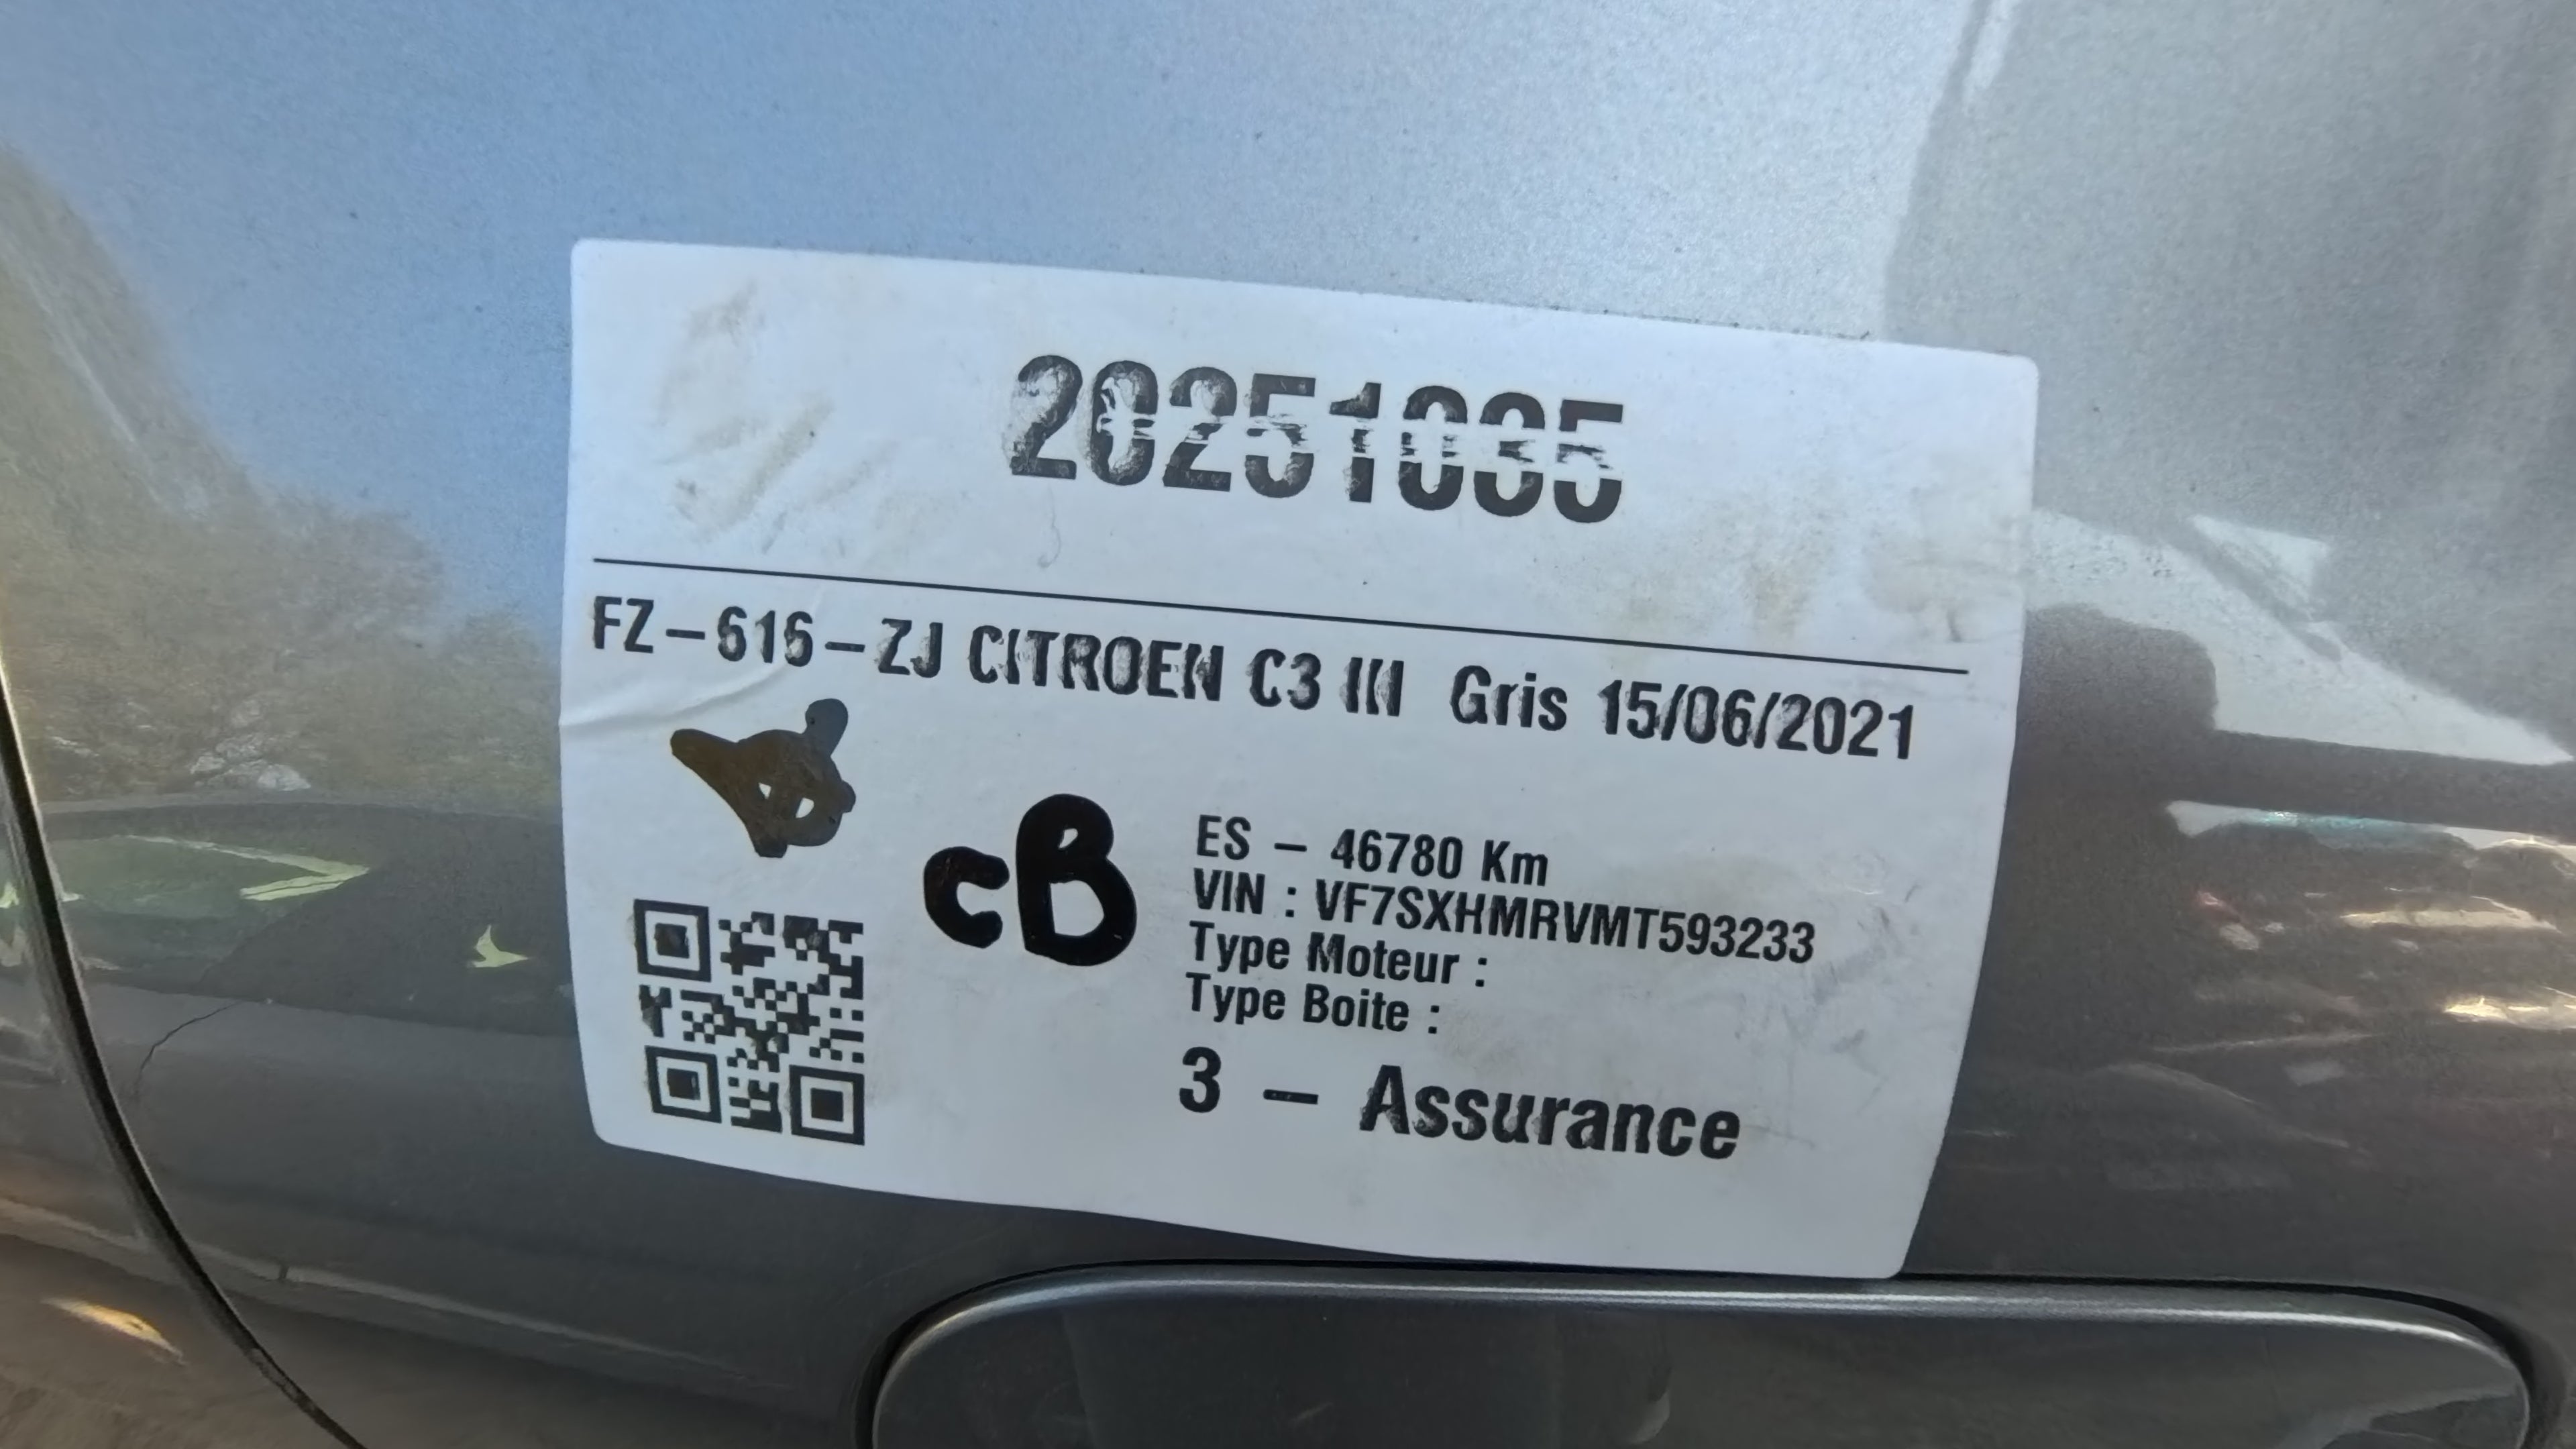 20251035
FZ-616-ZJ CITROEN C3 III Gris 15/06/2021
cB
ES - 46780 Km
VIN : VF7SXHMRVMT593233
Type Moteur :
Type Boite :
3 - Assurance